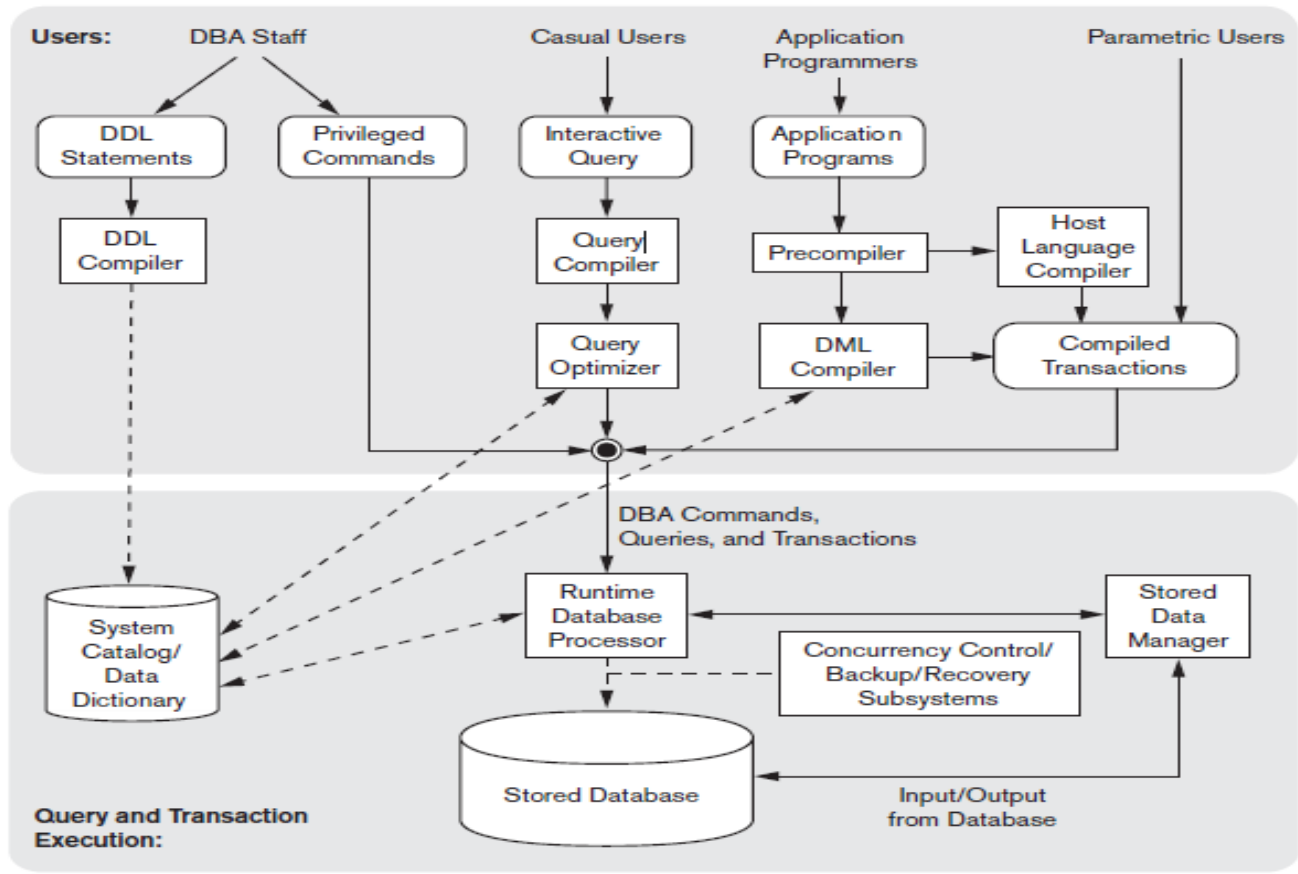 Users:
DBA Staff
Casual Users
Application
Programmers
Parametric Users
DDL
Statements
Privileged
Commands
Interactive
Query
Application
Programs
DDL
Compiler
Query
Compiler
Precompiler
Host
Language
Compiler
Query
Optimizer
DML
Compiler
Compiled
Transactions
DBA Commands,
Queries, and Transactions
System
Catalog/
Data
Dictionary
Runtime
Database
Processor
Stored
Data
Manager
Concurrency Control/
Backup/Recovery
Subsystems
Stored Database
Input/Output
from Database
Query and Transaction
Execution: